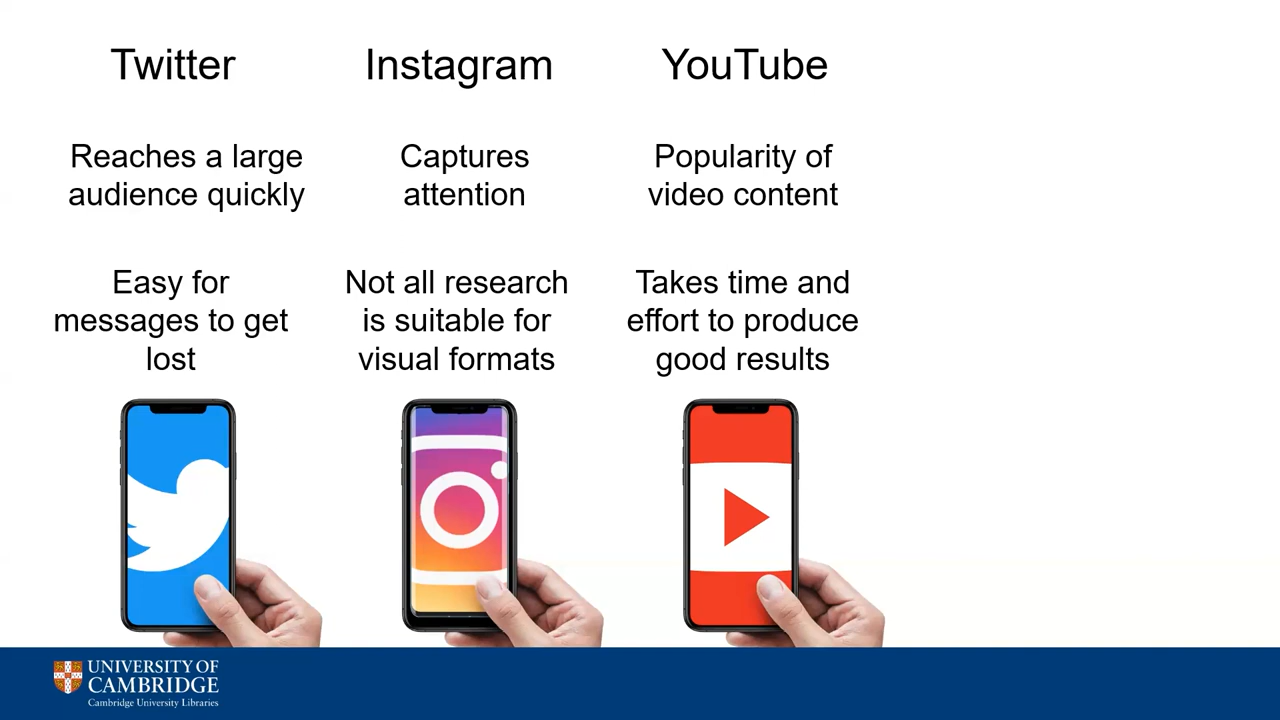 Twitter
Instagram
YouTube
Reaches a large
audience quickly
Captures
attention
Popularity of
video content
Easy for
messages to get
lost
Not all research
is suitable for
visual formats
Takes time and
effort to produce
good results
UNIVERSITY OF
CAMBRIDGE
Cambridge University Libraries